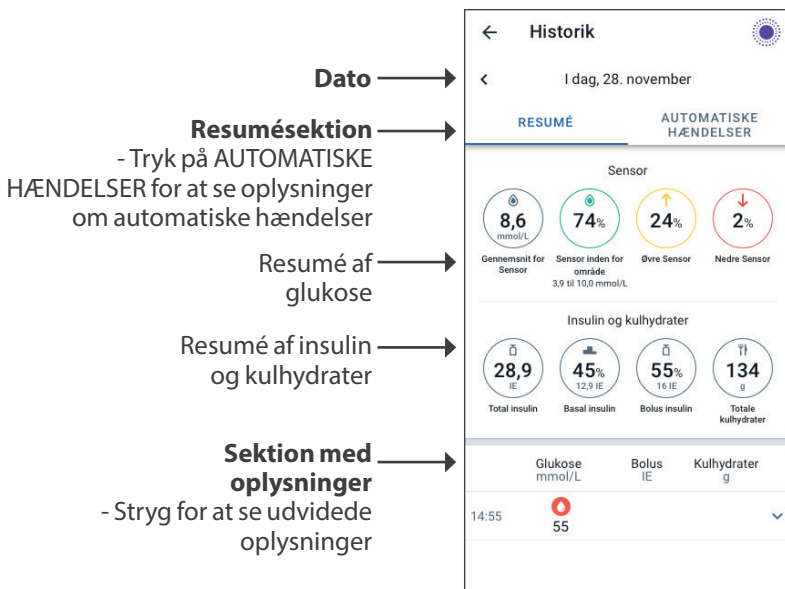 Dato
Resumésektion
- Tryk på AUTOMATISKE
HÆNDELSER for at se oplysninger
om automatiske hændelser
Resumé af
glukose
Resumé af insulin
og kulhydrater
Sektion med
oplysninger
- Stryg for at se udvidede
oplysninger
Historik
I dag, 28. november
RESUMÉ
AUTOMATISKE
HÆNDELSER
Sensor
8,6
mmol/L
74%
24%
2%
Gennemsnit for
Sensor
Sensor inden for
område
3,9 til 10,0 mmol/L
Øvre Sensor
Nedre Sensor
Insulin og kulhydrater
28,9
IE
45%
12,9 IE
55%
16 IE
134
g
Total insulin
Basal insulin
Bolus insulin
Totale
kulhydrater
Glukose
mmol/L
Bolus
IE
Kulhydrater
g
14:55
55